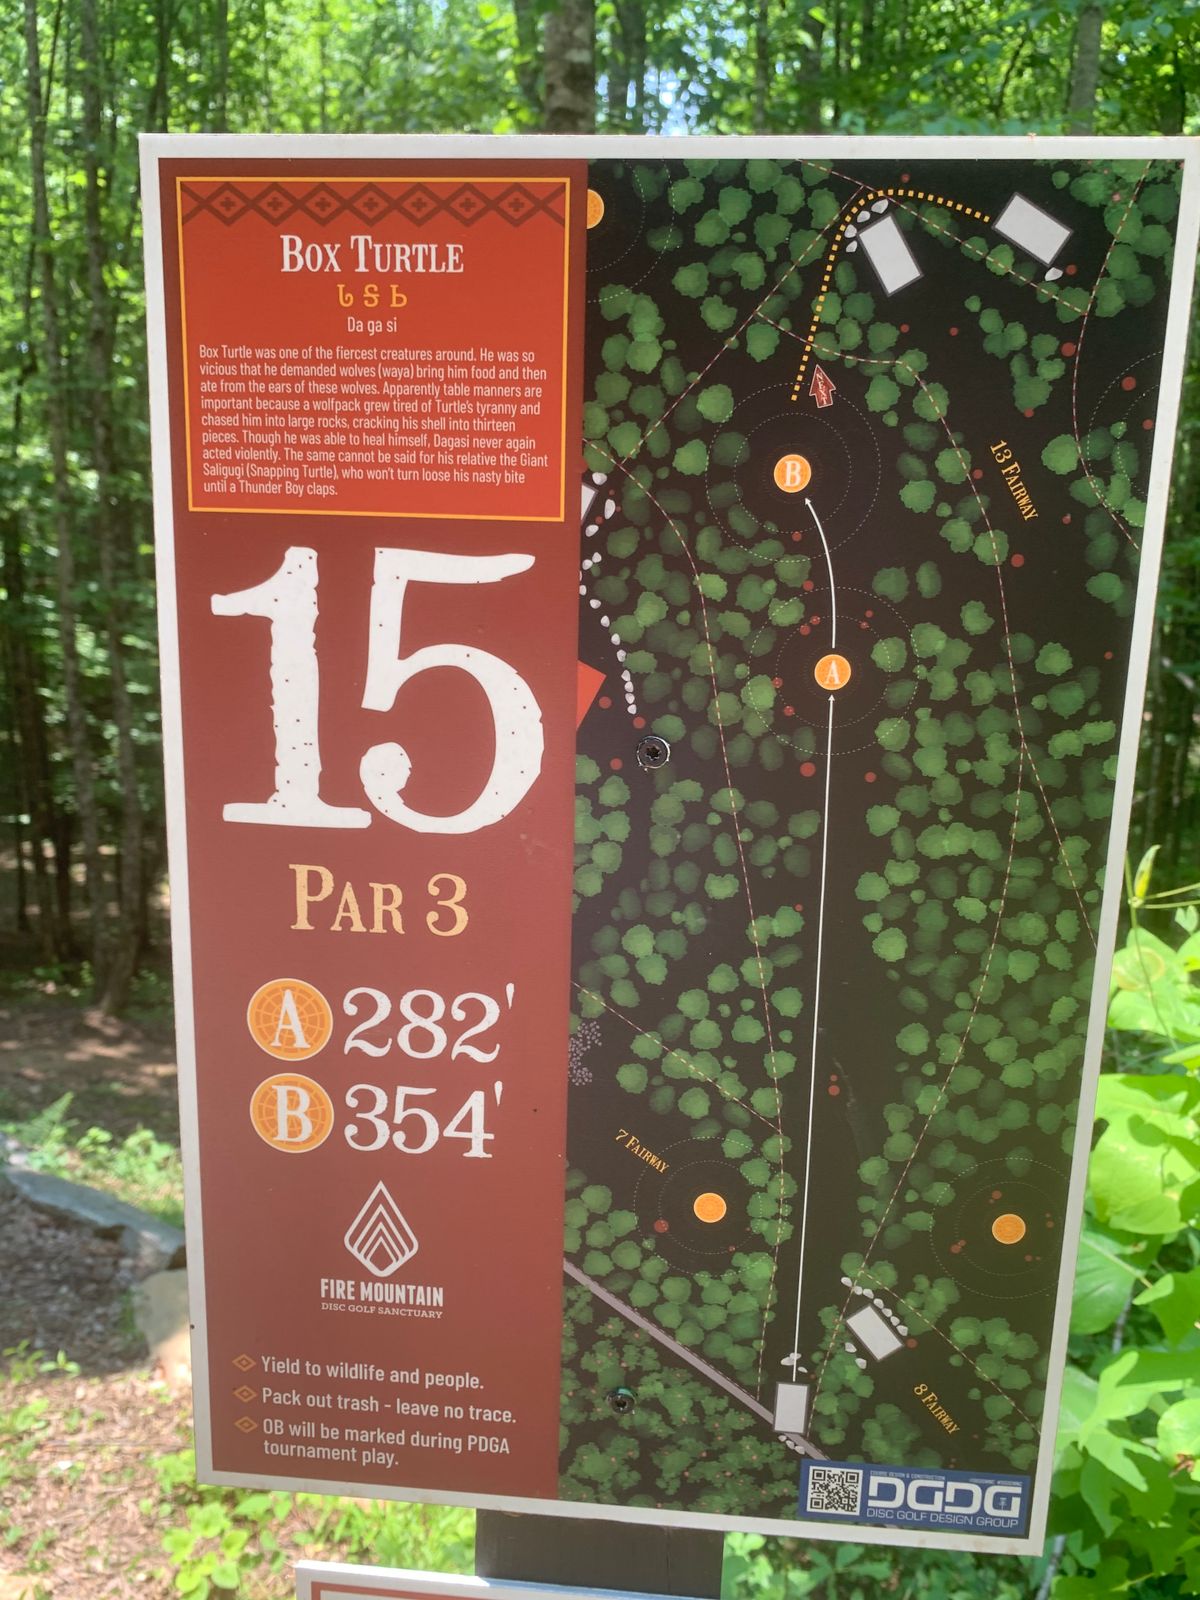 BOX TURTLE
ᏓᎦᏏ
Da ga si
Box Turtle was one of the fiercest creatures around. He was so
vicious that he demanded wolves (waya) bring him food and then
ate from the ears of these wolves. Apparently table manners are
important because a wolfpack grew tired of Turtle's tyranny and
chased him into large rocks, cracking his shell into thirteen
pieces. Though he was able to heal himself, Dagasi never again
acted violently. The same cannot be said for his relative the Giant
Saligugi (Snapping Turtle), who won't turn loose his nasty bite
until a Thunder Boy claps.
15
PAR 3
A 282'
B 354'
FIRE MOUNTAIN
DISC GOLF SANCTUARY
Yield to wildlife and people.
Pack out trash - leave no trace.
OB will be marked during PDGA
tournament play.
NEXT
B
13 FAIRWAY
A
7 FAIRWAY
8 FAIRWAY
COURSE DESIGN & CONSTRUCTION
DGDG
DISC GOLF DESIGN GROUP